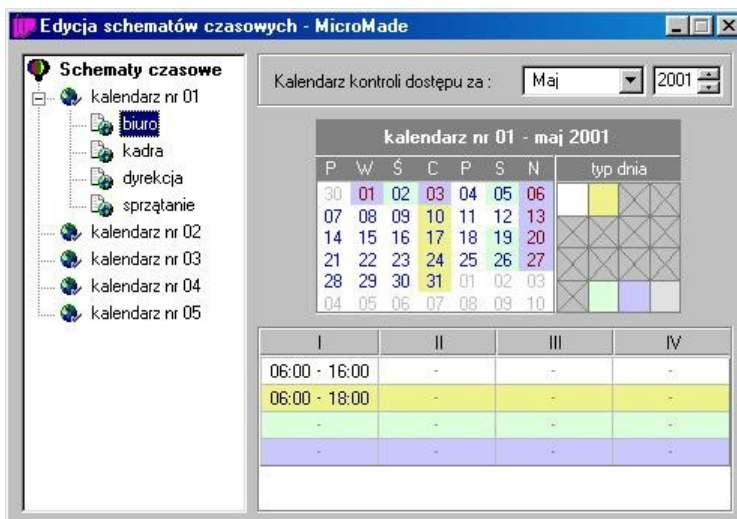 Edycja schematów czasowych - MicroMade
Schematy czasowe
kalendarz nr 01
biuro
kadra
dyrekcja
sprzątanie
kalendarz nr 02
kalendarz nr 03
kalendarz nr 04
kalendarz nr 05
Kalendarz kontroli dostępu za : Maj 2001
kalendarz nr 01 - maj 2001
P W Ś C P S N typ dnia
30 01 02 03 04 05 06
07 08 09 10 11 12 13
14 15 16 17 18 19 20
21 22 23 24 25 26 27
28 29 30 31 01 02 03
04 05 06 07 08 09 10
I II III IV
06:00 - 16:00 - - -
06:00 - 18:00 - - -
- - - -
- - - -